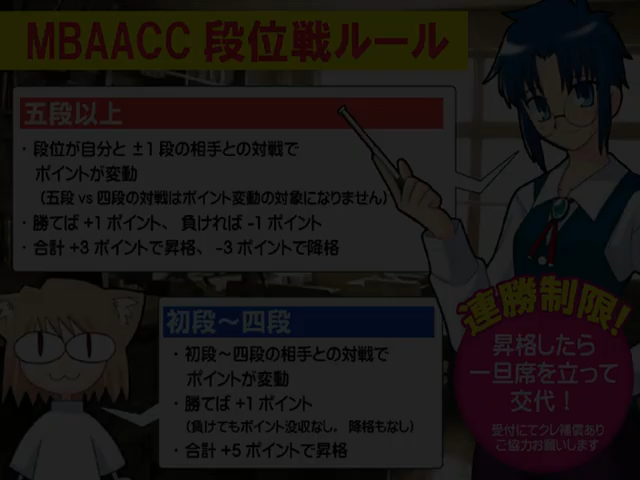 MBAACC 段位戦ルール
五段以上
・段位が自分と ±1 段の相手との対戦で
ポイントが変動
（五段 vs 四段の対戦はポイント変動の対象になりません）
・勝てば +1 ポイント、負ければ -1 ポイント
・合計 +3 ポイントで昇格、-3 ポイントで降格
初段～四段
・初段～四段の相手との対戦で
ポイントが変動
・勝てば +1 ポイント
（負けてもポイント没収なし。降格もなし）
・合計 +5 ポイントで昇格
連勝制限！
昇格したら
一旦席を立って
交代！
受付にてクレ補償あり
ご協力お願いします